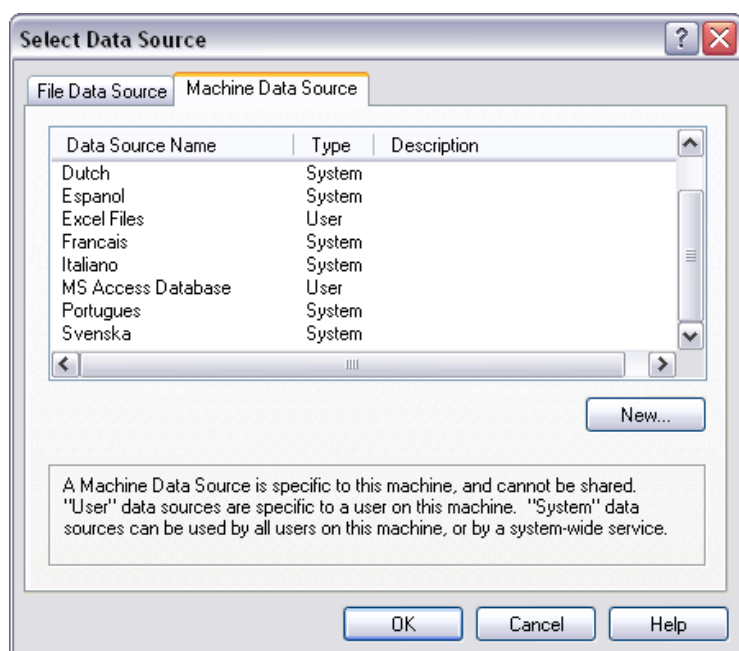 Select Data Source
File Data Source Machine Data Source
Data Source Name Type Description
Dutch System
Espanol System
Excel Files User
Francais System
Italiano System
MS Access Database User
Portugues System
Svenska System
New...
A Machine Data Source is specific to this machine, and cannot be shared.
"User" data sources are specific to a user on this machine. "System" data
sources can be used by all users on this machine, or by a system-wide service.
OK Cancel Help